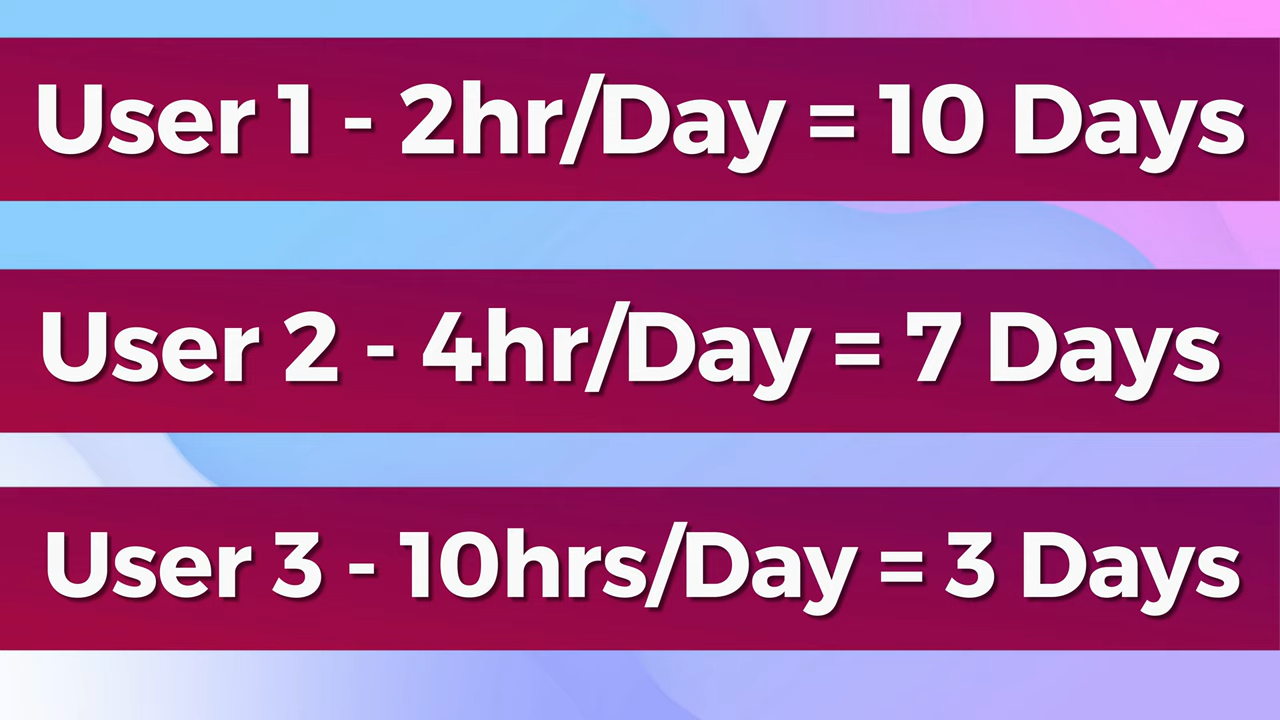 User 1 - 2hr/Day = 10 Days
User 2 - 4hr/Day = 7 Days
User 3 - 10hrs/Day = 3 Days